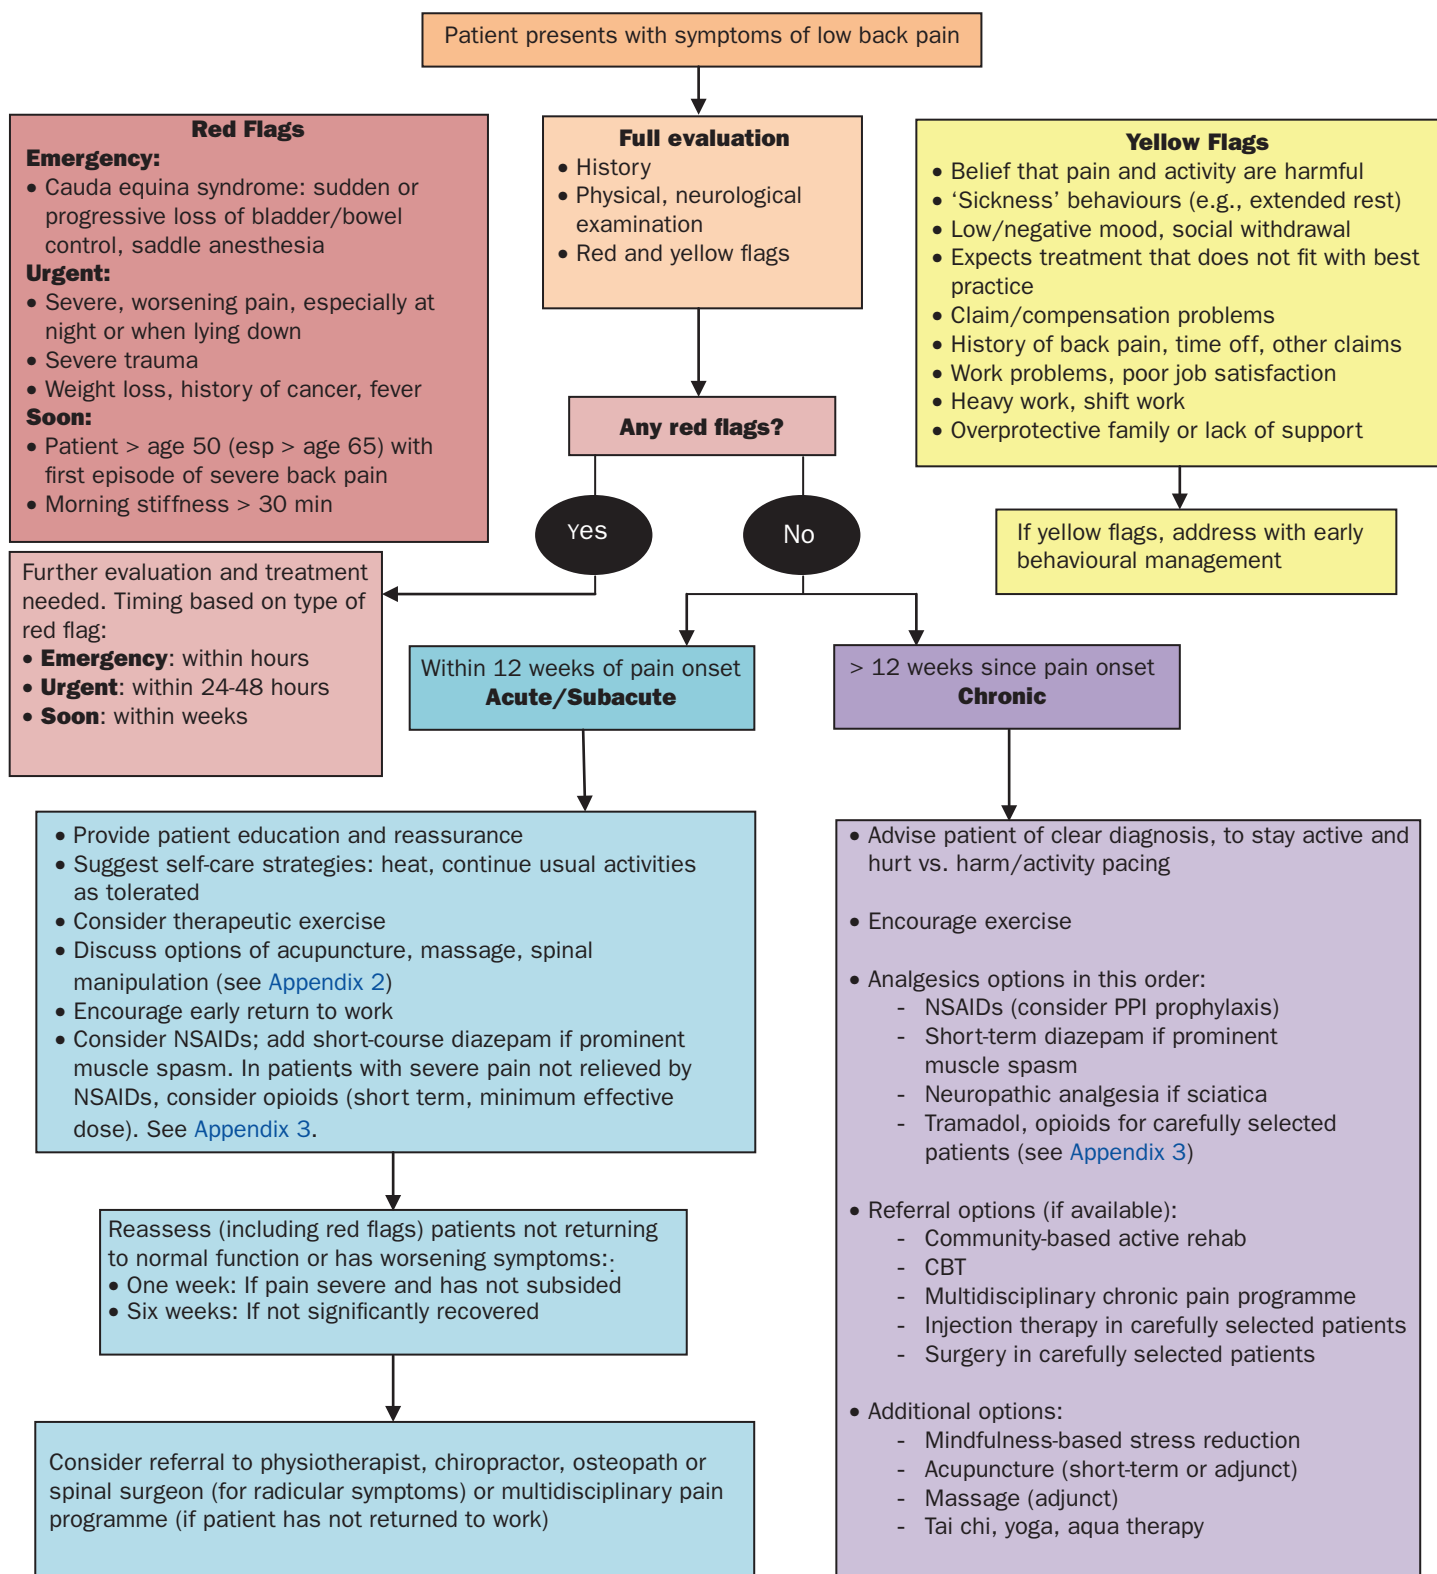 Patient presents with symptoms of low back pain
Red Flags
Emergency:
• Cauda equina syndrome: sudden or
progressive loss of bladder/bowel
control, saddle anesthesia
Urgent:
• Severe, worsening pain, especially at
night or when lying down
• Severe trauma
• Weight loss, history of cancer, fever
Soon:
• Patient > age 50 (esp > age 65) with
first episode of severe back pain
• Morning stiffness > 30 min
Full evaluation
• History
• Physical, neurological
examination
• Red and yellow flags
Yellow Flags
• Belief that pain and activity are harmful
• ‘Sickness’ behaviours (e.g., extended rest)
• Low/negative mood, social withdrawal
• Expects treatment that does not fit with best
practice
• Claim/compensation problems
• History of back pain, time off, other claims
• Work problems, poor job satisfaction
• Heavy work, shift work
• Overprotective family or lack of support
Any red flags?
Yes
No
If yellow flags, address with early
behavioural management
Further evaluation and treatment
needed. Timing based on type of
red flag:
• Emergency: within hours
• Urgent: within 24-48 hours
• Soon: within weeks
Within 12 weeks of pain onset
Acute/Subacute
> 12 weeks since pain onset
Chronic
• Provide patient education and reassurance
• Suggest self-care strategies: heat, continue usual activities
as tolerated
• Consider therapeutic exercise
• Discuss options of acupuncture, massage, spinal
manipulation (see Appendix 2)
• Encourage early return to work
• Consider NSAIDs; add short-course diazepam if prominent
muscle spasm. In patients with severe pain not relieved by
NSAIDs, consider opioids (short term, minimum effective
dose). See Appendix 3.
Reassess (including red flags) patients not returning
to normal function or has worsening symptoms::
• One week: If pain severe and has not subsided
• Six weeks: If not significantly recovered
Consider referral to physiotherapist, chiropractor, osteopath or
spinal surgeon (for radicular symptoms) or multidisciplinary pain
programme (if patient has not returned to work)
• Advise patient of clear diagnosis, to stay active and
hurt vs. harm/activity pacing
• Encourage exercise
• Analgesics options in this order:
- NSAIDs (consider PPI prophylaxis)
- Short-term diazepam if prominent
muscle spasm
- Neuropathic analgesia if sciatica
- Tramadol, opioids for carefully selected
patients (see Appendix 3)
• Referral options (if available):
- Community-based active rehab
- CBT
- Multidisciplinary chronic pain programme
- Injection therapy in carefully selected patients
- Surgery in carefully selected patients
• Additional options:
- Mindfulness-based stress reduction
- Acupuncture (short-term or adjunct)
- Massage (adjunct)
- Tai chi, yoga, aqua therapy